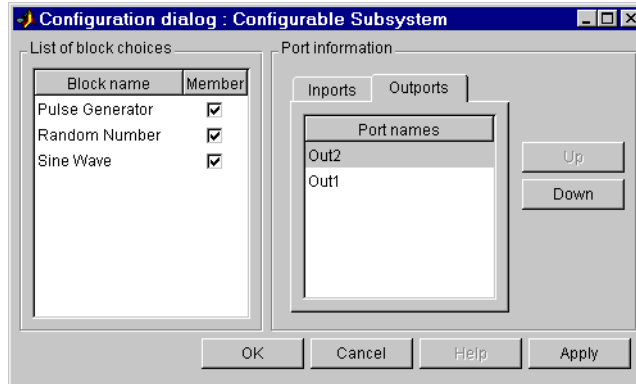 Configuration dialog : Configurable Subsystem
List of block choices
Block name Member
Pulse Generator
Random Number
Sine Wave
Port information
Inports Outports
Port names
Out2
Out1
Up
Down
OK Cancel Help Apply